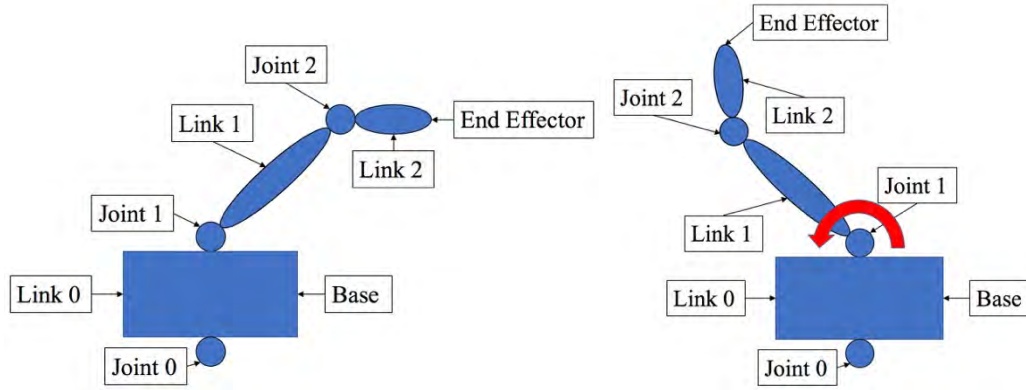 Joint 2
Link 1
End Effector
Link 2
Joint 1
Link 0
Base
Joint 0
End Effector
Joint 2
Link 2
Joint 1
Link 1
Link 0
Base
Joint 0